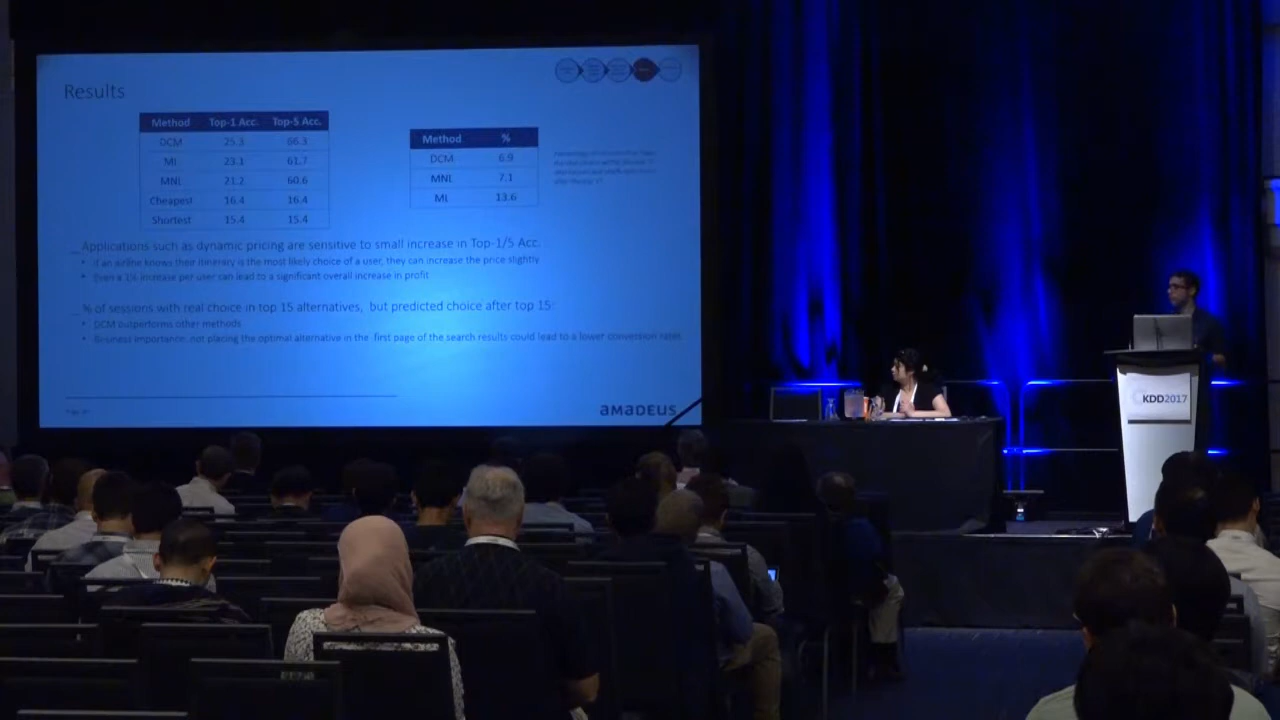 Results
Method Top-1 Acc. Top-5 Acc.
DCM 25.3 66.3
ML 23.1 61.7
MNL 21.2 60.6
Cheapest 16.4 16.4
Shortest 15.4 15.4
Method %
DCM 6.9
MNL 7.1
ML 13.6
_ Applications such as dynamic pricing are sensitive to small increase in Top-1/5 Acc.
• If an airline knows their itinerary is the most likely choice of a user, they can increase the price slightly
• Even a 1% increase per user can lead to a significant overall increase in profit
_ % of sessions with real choice in top 15 alternatives, but predicted choice after top 15:
• DCM outperforms other methods
• Business importance: not placing the optimal alternative in the first page of the search results could lead to a lower conversion rates
aMaDEUS
KDD2017